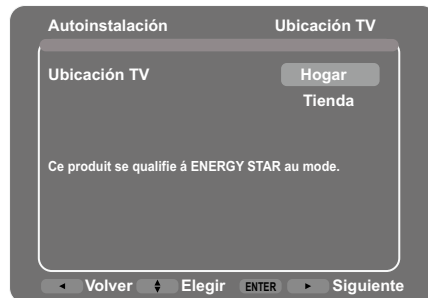 Autoinstalación Ubicación TV
Ubicación TV Hogar
Tienda
Ce produit se qualifie á ENERGY STAR au mode.
Volver Elegir ENTER Siguiente